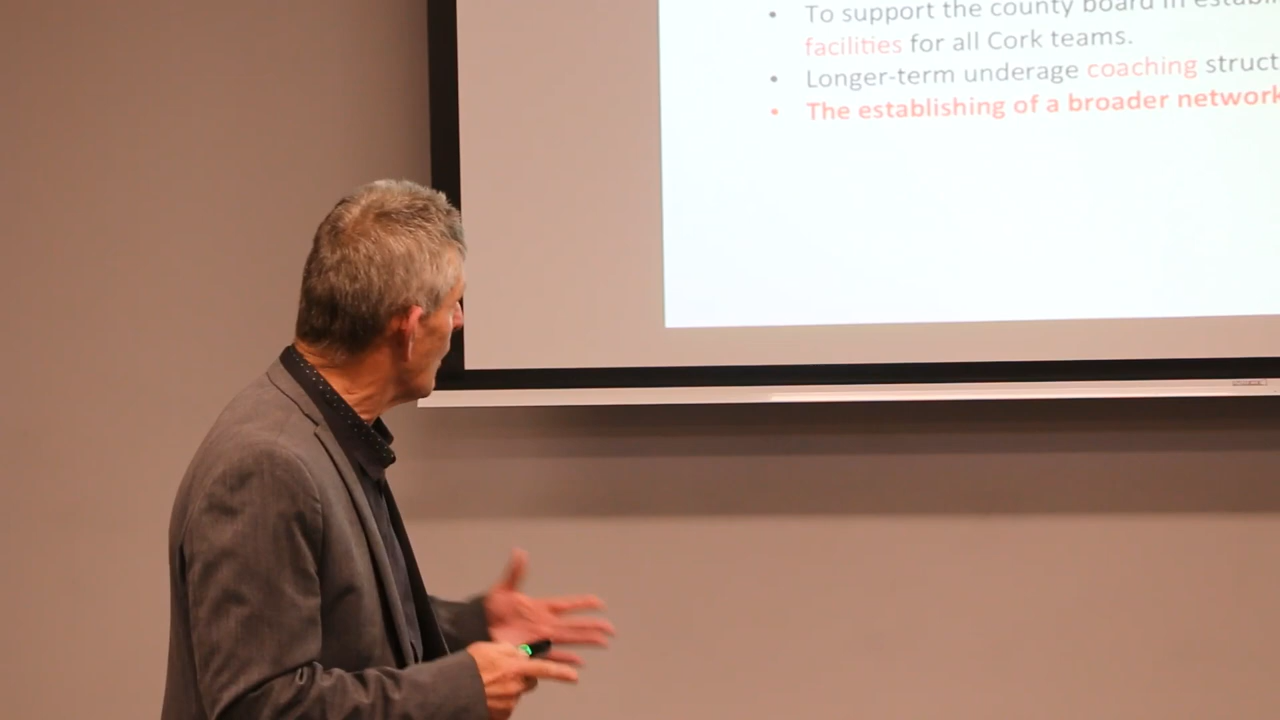 • To support the county board in
facilities for all Cork teams.
• Longer-term underage coaching
• The establishing of a broader network